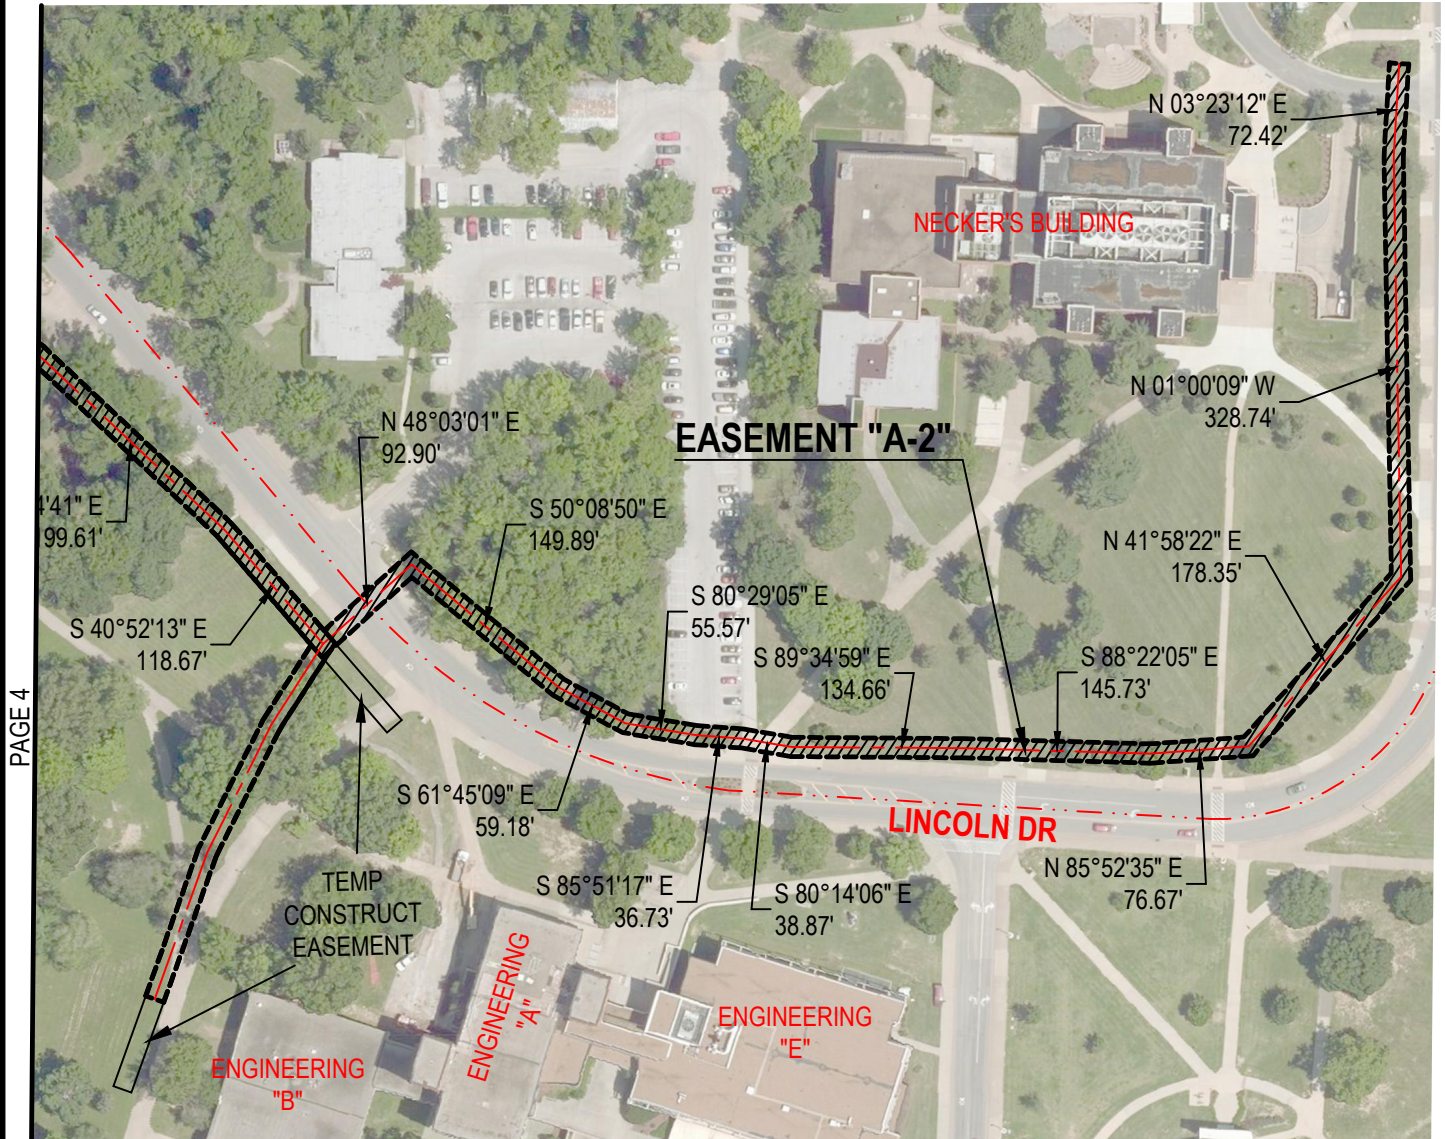 N 03°23'12" E
72.42'
NECKER'S BUILDING
N 01°00'09" W
328.74'
N 48°03'01" E
92.90'
EASEMENT "A-2"
4'41" E
99.61'
S 50°08'50" E
149.89'
N 41°58'22" E
178.35'
S 40°52'13" E
118.67'
S 80°29'05" E
55.57'
S 89°34'59" E
134.66'
S 88°22'05" E
145.73'
PAGE 4
S 61°45'09" E
59.18'
LINCOLN DR
N 85°52'35" E
76.67'
TEMP
CONSTRUCT
EASEMENT
S 85°51'17" E
36.73'
S 80°14'06" E
38.87'
ENGINEERING
"A"
ENGINEERING
"E"
ENGINEERING
"B"